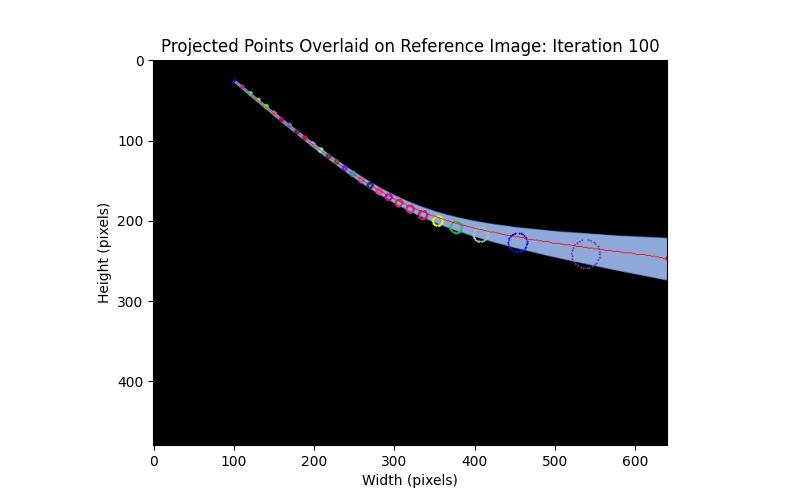 Projected Points Overlaid on Reference Image: Iteration 100
0
100
200
300
400
Height (pixels)
0 100 200 300 400 500 600
Width (pixels)